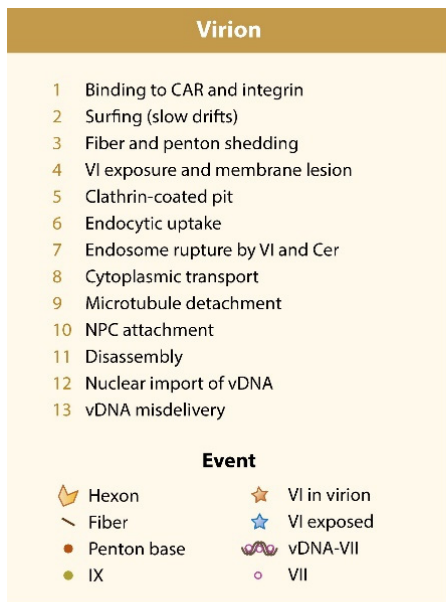 Virion
1 Binding to CAR and integrin
2 Surfing (slow drifts)
3 Fiber and penton shedding
4 VI exposure and membrane lesion
5 Clathrin-coated pit
6 Endocytic uptake
7 Endosome rupture by VI and Cer
8 Cytoplasmic transport
9 Microtubule detachment
10 NPC attachment
11 Disassembly
12 Nuclear import of vDNA
13 vDNA misdelivery
Event
Hexon
Fiber
Penton base
IX
VI in virion
VI exposed
vDNA-VII
VII